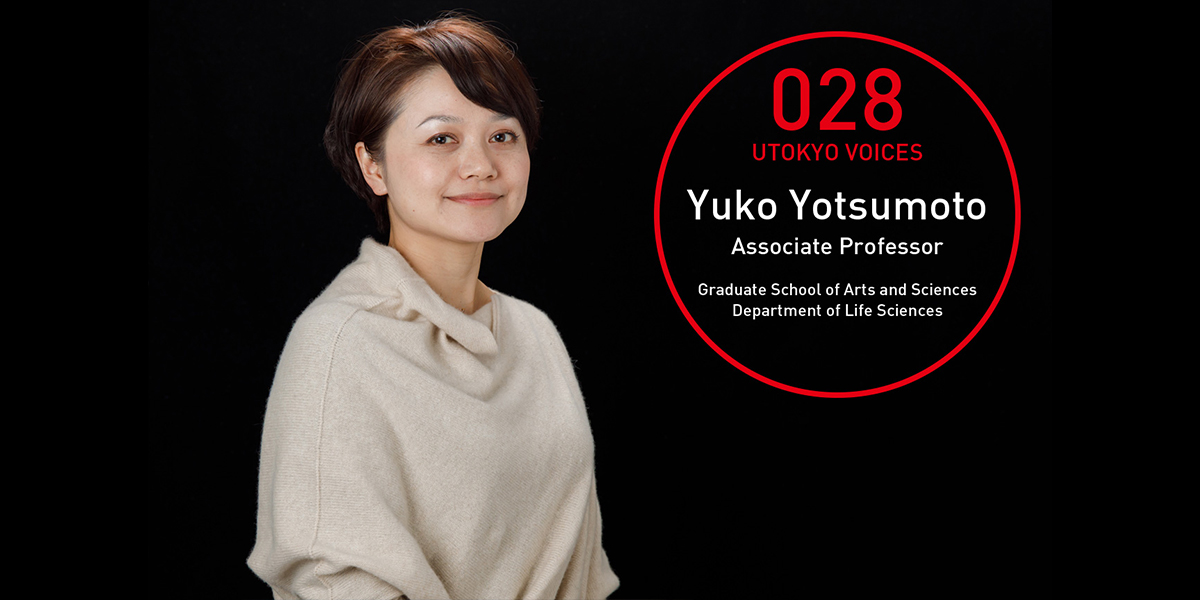 028
UTOKYO VOICES
Yuko Yotsumoto
Associate Professor
Graduate School of Arts and Sciences
Department of Life Sciences